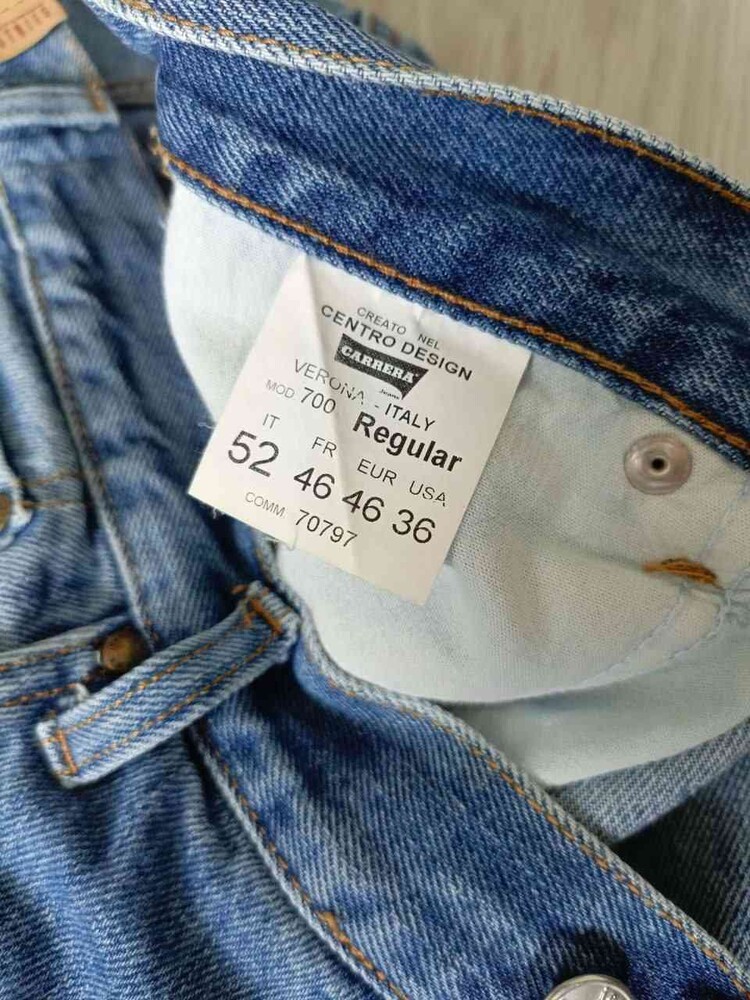 CREATO NEL
CENTRO DESIGN
CARRERA
Jeans
VERONA - ITALY
MOD 700 Regular
IT FR EUR USA
52 46 46 36
COMM 70797